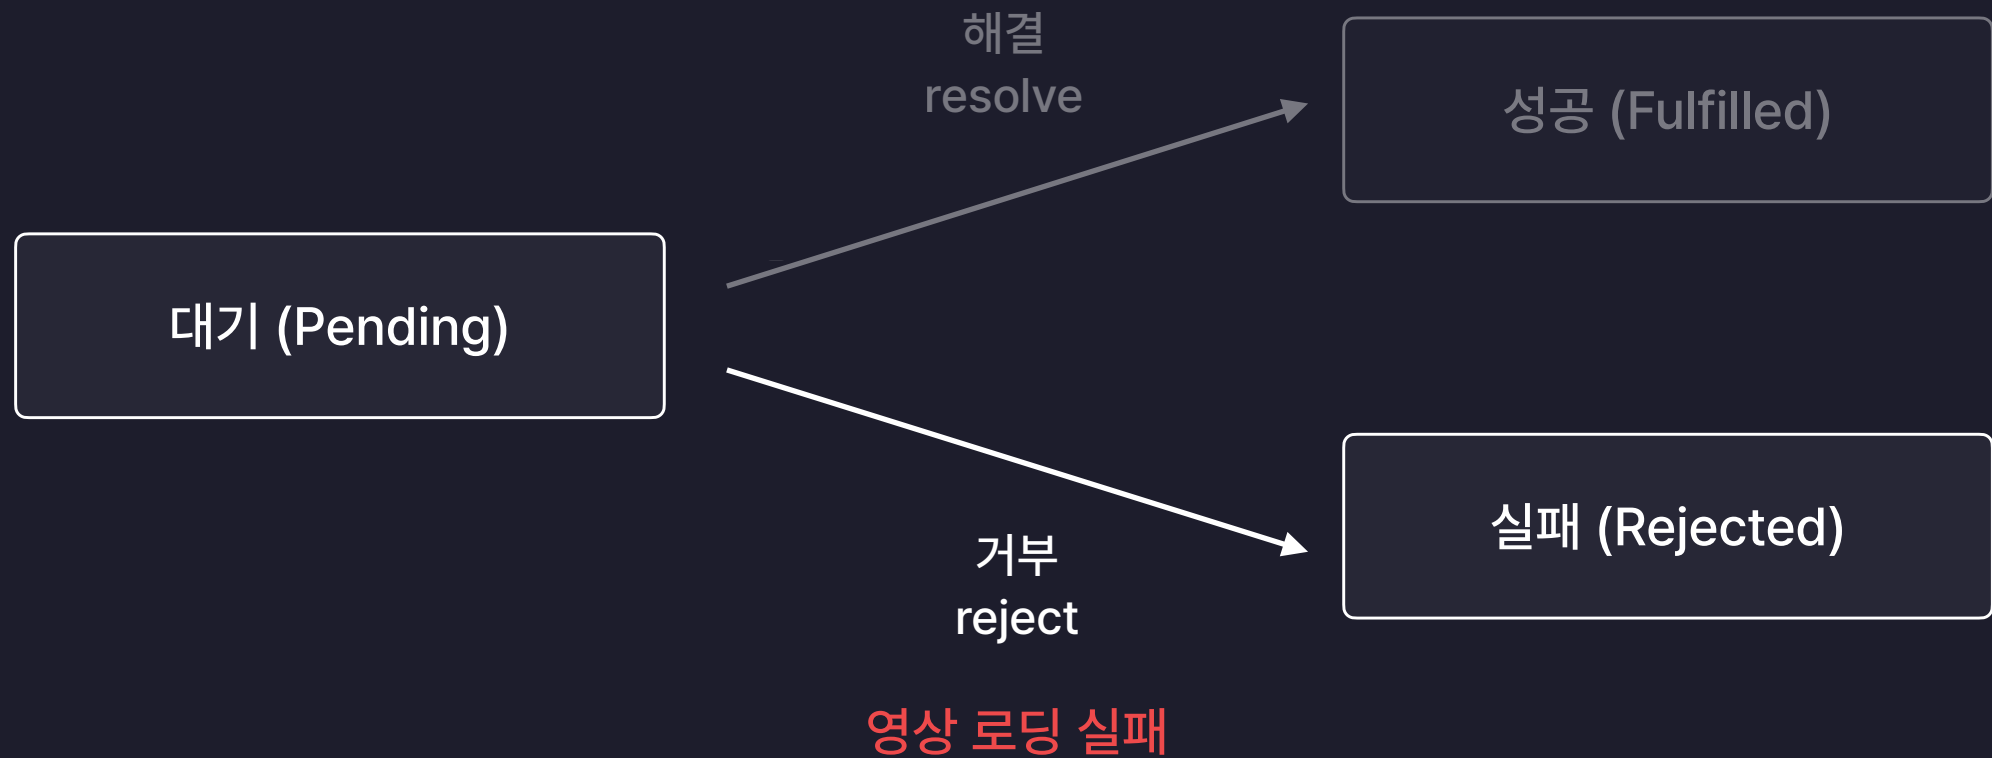 해결
resolve
성공 (Fulfilled)
대기 (Pending)
거부
reject
실패 (Rejected)
영상 로딩 실패